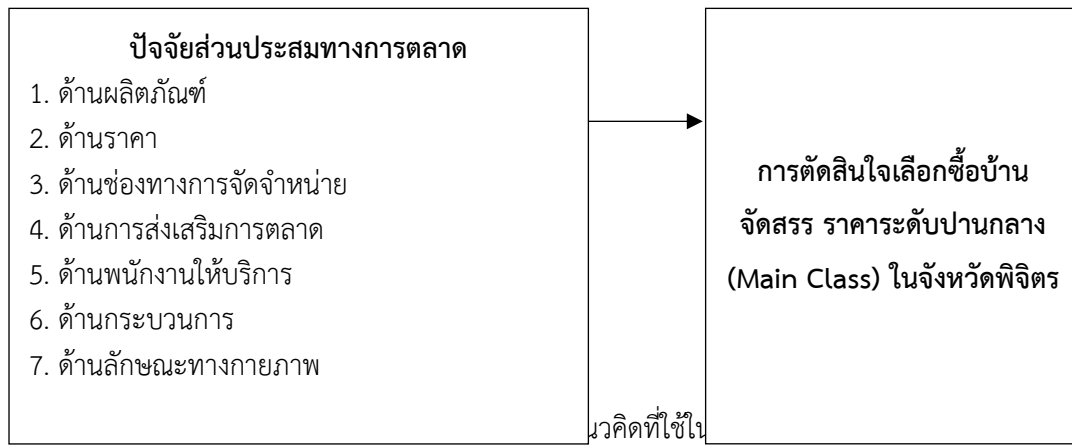 ปัจจัยส่วนประสมทางการตลาด
1. ด้านผลิตภัณฑ์
2. ด้านราคา
3. ด้านช่องทางการจัดจำหน่าย
4. ด้านการส่งเสริมการตลาด
5. ด้านพนักงานให้บริการ
6. ด้านกระบวนการ
7. ด้านลักษณะทางกายภาพ
การตัดสินใจเลือกซื้อบ้าน
จัดสรร ราคาระดับปานกลาง
(Main Class) ในจังหวัดพิจิตร
นวคิดที่ใช้ใน